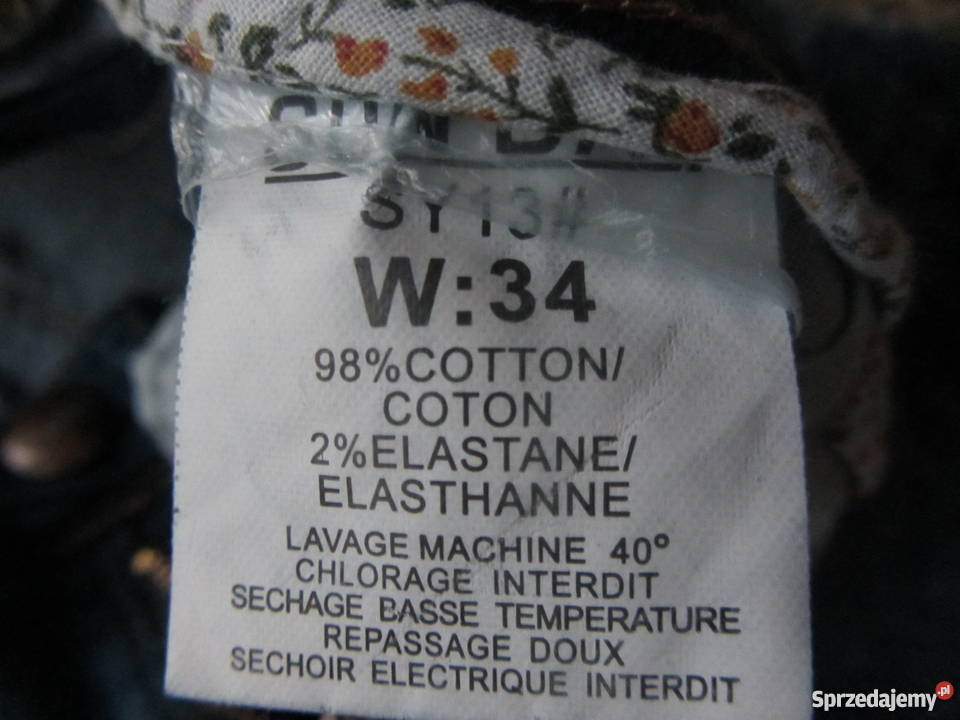 SY13#
W:34
98%COTTON/
COTON
2%ELASTANE/
ELASTHANNE
LAVAGE MACHINE 40°
CHLORAGE INTERDIT
SECHAGE BASSE TEMPERATURE
REPASSAGE DOUX
SECHOIR ELECTRIQUE INTERDIT
Sprzedajemy.pl